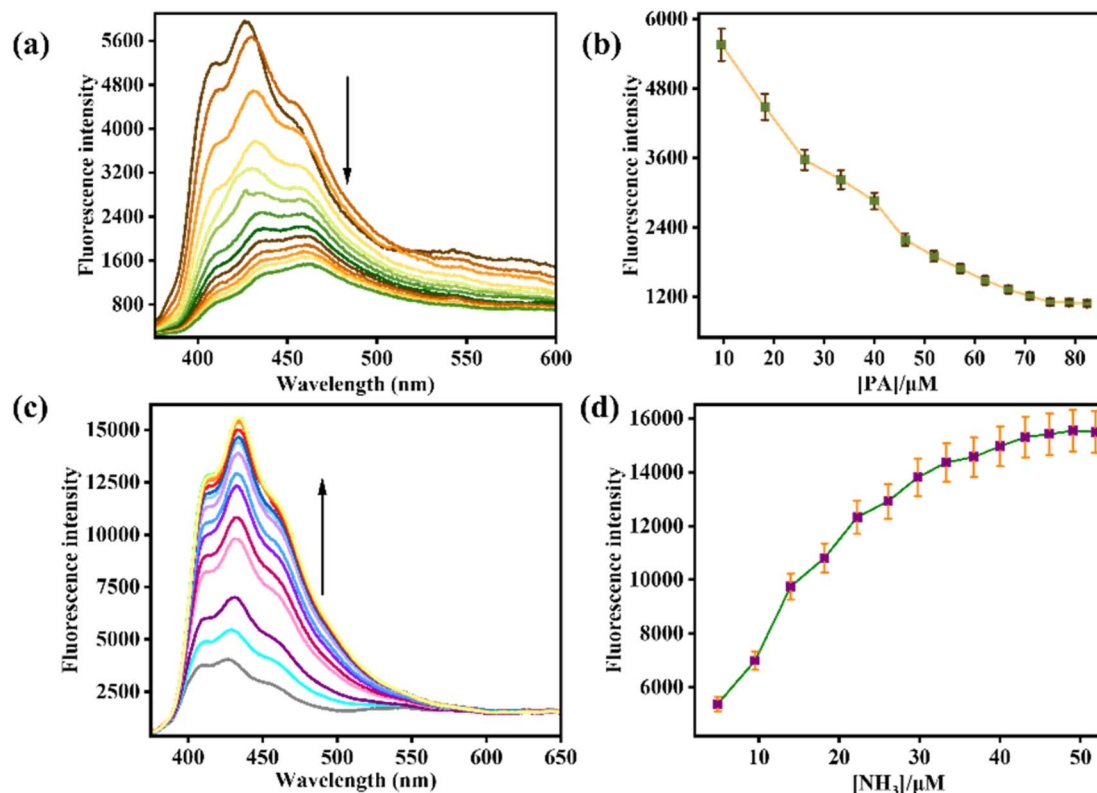 (a)
Fluorescence intensity
5600
4800
4000
3200
2400
1600
800
400 450 500 550 600
Wavelength (nm)
(b)
Fluorescence intensity
6000
4800
3600
2400
1200
10 20 30 40 50 60 70 80
[PA]/μM
(c)
Fluorescence intensity
15000
12500
10000
7500
5000
2500
400 450 500 550 600 650
Wavelength (nm)
(d)
Fluorescence intensity
16000
14000
12000
10000
8000
6000
10 20 30 40 50
[NH₃]/μM